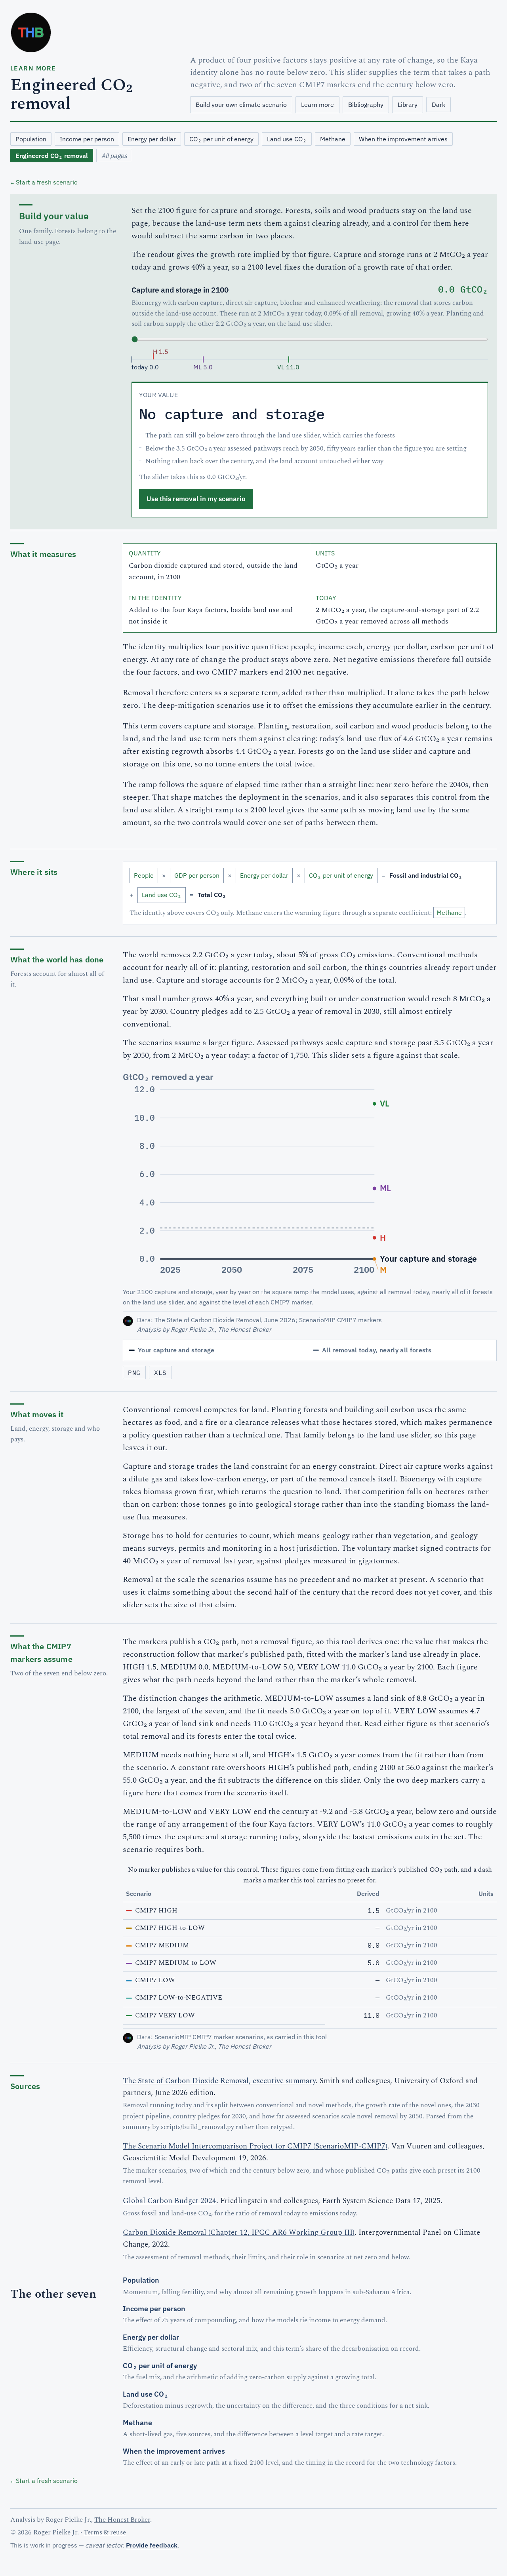 THB
LEARN MORE
Engineered CO₂
removal
A product of four positive factors stays positive at any rate of change, so the Kaya
identity alone has no route below zero. This slider supplies the term that takes a path
negative, and two of the seven CMIP7 markers end the century below zero.
Build your own climate scenario
Learn more
Bibliography
Library
Dark
Population
Income per person
Energy per dollar
CO₂ per unit of energy
Land use CO₂
Methane
When the improvement arrives
Engineered CO₂ removal
All pages
← Start a fresh scenario
Build your value
One family. Forests belong to the
land use page.
Set the 2100 figure for capture and storage. Forests, soils and wood products stay on the land use
page, because the land-use term nets them against clearing already, and a control for them here
would subtract the same carbon in two places.
The readout gives the growth rate implied by that figure. Capture and storage runs at 2 MtCO₂ a year
today and grows 40% a year, so a 2100 level fixes the duration of a growth rate of that order.
Capture and storage in 2100
0.0 GtCO₂
Bioenergy with carbon capture, direct air capture, biochar and enhanced weathering: the removal that stores carbon
outside the land-use account. These run at 2 MtCO₂ a year today, 0.09% of all removal, growing 40% a year. Planting and
soil carbon supply the other 2.2 GtCO₂ a year, on the land use slider.
H 1.5
today 0.0
ML 5.0
VL 11.0
YOUR VALUE
No capture and storage
The path can still go below zero through the land use slider, which carries the forests
Below the 3.5 GtCO₂ a year assessed pathways reach by 2050, fifty years earlier than the figure you are setting
Nothing taken back over the century, and the land account untouched either way
The slider takes this as 0.0 GtCO₂/yr.
Use this removal in my scenario
What it measures
QUANTITY
Carbon dioxide captured and stored, outside the land
account, in 2100
UNITS
GtCO₂ a year
IN THE IDENTITY
Added to the four Kaya factors, beside land use and
not inside it
TODAY
2 MtCO₂ a year, the capture-and-storage part of 2.2
GtCO₂ a year removed across all methods
The identity multiplies four positive quantities: people, income each, energy per dollar, carbon per unit of
energy. At any rate of change the product stays above zero. Net negative emissions therefore fall outside
the four factors, and two CMIP7 markers end 2100 net negative.
Removal therefore enters as a separate term, added rather than multiplied. It alone takes the path below
zero. The deep-mitigation scenarios use it to offset the emissions they accumulate earlier in the century.
This term covers capture and storage. Planting, restoration, soil carbon and wood products belong to the
land, and the land-use term nets them against clearing: today's land-use flux of 4.6 GtCO₂ a year remains
after existing regrowth absorbs 4.4 GtCO₂ a year. Forests go on the land use slider and capture and
storage on this one, so no tonne enters the total twice.
The ramp follows the square of elapsed time rather than a straight line: near zero before the 2040s, then
steeper. That shape matches the deployment in the scenarios, and it also separates this control from the
land use slider. A straight ramp to a 2100 level gives the same path as moving land use by the same
amount, so the two controls would cover one set of paths between them.
Where it sits
People × GDP per person × Energy per dollar × CO₂ per unit of energy = Fossil and industrial CO₂
+ Land use CO₂ = Total CO₂
The identity above covers CO₂ only. Methane enters the warming figure through a separate coefficient: Methane.
What the world has done
Forests account for almost all of
it.
The world removes 2.2 GtCO₂ a year today, about 5% of gross CO₂ emissions. Conventional methods
account for nearly all of it: planting, restoration and soil carbon, the things countries already report under
land use. Capture and storage accounts for 2 MtCO₂ a year, 0.09% of the total.
That small number grows 40% a year, and everything built or under construction would reach 8 MtCO₂ a
year by 2030. Country pledges add to 2.5 GtCO₂ a year of removal in 2030, still almost entirely
conventional.
The scenarios assume a larger figure. Assessed pathways scale capture and storage past 3.5 GtCO₂ a year
by 2050, from 2 MtCO₂ a year today: a factor of 1,750. This slider sets a figure against that scale.
GtCO₂ removed a year
12.0
10.0
8.0
6.0
4.0
2.0
0.0
VL
ML
H
Your capture and storage
M
2025
2050
2075
2100
Your 2100 capture and storage, year by year on the square ramp the model uses, against all removal today, nearly all of it forests
on the land use slider, and against the level of each CMIP7 marker.
Data: The State of Carbon Dioxide Removal, June 2026; ScenarioMIP CMIP7 markers
Analysis by Roger Pielke Jr., The Honest Broker
Your capture and storage
All removal today, nearly all forests
PNG
XLS
What moves it
Land, energy, storage and who
pays.
Conventional removal competes for land. Planting forests and building soil carbon uses the same
hectares as food, and a fire or a clearance releases what those hectares stored, which makes permanence
a policy question rather than a technical one. That family belongs to the land use slider, so this page
leaves it out.
Capture and storage trades the land constraint for an energy constraint. Direct air capture works against
a dilute gas and takes low-carbon energy, or part of the removal cancels itself. Bioenergy with capture
takes biomass grown first, which returns the question to land. That competition falls on hectares rather
than on carbon: those tonnes go into geological storage rather than into the standing biomass the land-
use flux measures.
Storage has to hold for centuries to count, which means geology rather than vegetation, and geology
means surveys, permits and monitoring in a host jurisdiction. The voluntary market signed contracts for
40 MtCO₂ a year of removal last year, against pledges measured in gigatonnes.
Removal at the scale the scenarios assume has no precedent and no market at present. A scenario that
uses it claims something about the second half of the century that the record does not yet cover, and this
slider sets the size of that claim.
What the CMIP7
markers assume
Two of the seven end below zero.
The markers publish a CO₂ path, not a removal figure, so this tool derives one: the value that makes the
reconstruction follow that marker's published path, fitted with the marker's land use already in place.
HIGH 1.5, MEDIUM 0.0, MEDIUM-to-LOW 5.0, VERY LOW 11.0 GtCO₂ a year by 2100. Each figure
gives what the path needs beyond the land rather than the marker's whole removal.
The distinction changes the arithmetic. MEDIUM-to-LOW assumes a land sink of 8.8 GtCO₂ a year in
2100, the largest of the seven, and the fit needs 5.0 GtCO₂ a year on top of it. VERY LOW assumes 4.7
GtCO₂ a year of land sink and needs 11.0 GtCO₂ a year beyond that. Read either figure as that scenario's
total removal and its forests enter the total twice.
MEDIUM needs nothing here at all, and HIGH's 1.5 GtCO₂ a year comes from the fit rather than from
the scenario. A constant rate overshoots HIGH's published path, ending 2100 at 56.0 against the marker's
55.0 GtCO₂ a year, and the fit subtracts the difference on this slider. Only the two deep markers carry a
figure here that comes from the scenario itself.
MEDIUM-to-LOW and VERY LOW end the century at -9.2 and -5.8 GtCO₂ a year, below zero and outside
the range of any arrangement of the four Kaya factors. VERY LOW's 11.0 GtCO₂ a year comes to roughly
5,500 times the capture and storage running today, alongside the fastest emissions cuts in the set. The
scenario requires both.
No marker publishes a value for this control. These figures come from fitting each marker's published CO₂ path, and a dash
marks a marker this tool carries no preset for.
Scenario Derived Units
CMIP7 HIGH 1.5 GtCO₂/yr in 2100
CMIP7 HIGH-to-LOW — GtCO₂/yr in 2100
CMIP7 MEDIUM 0.0 GtCO₂/yr in 2100
CMIP7 MEDIUM-to-LOW 5.0 GtCO₂/yr in 2100
CMIP7 LOW — GtCO₂/yr in 2100
CMIP7 LOW-to-NEGATIVE — GtCO₂/yr in 2100
CMIP7 VERY LOW 11.0 GtCO₂/yr in 2100
Data: ScenarioMIP CMIP7 marker scenarios, as carried in this tool
Analysis by Roger Pielke Jr., The Honest Broker
Sources
The State of Carbon Dioxide Removal, executive summary. Smith and colleagues, University of Oxford and
partners, June 2026 edition.
Removal running today and its split between conventional and novel methods, the growth rate of the novel ones, the 2030
project pipeline, country pledges for 2030, and how far assessed scenarios scale novel removal by 2050. Parsed from the
summary by scripts/build_removal.py rather than retyped.
The Scenario Model Intercomparison Project for CMIP7 (ScenarioMIP-CMIP7). Van Vuuren and colleagues,
Geoscientific Model Development 19, 2026.
The marker scenarios, two of which end the century below zero, and whose published CO₂ paths give each preset its 2100
removal level.
Global Carbon Budget 2024. Friedlingstein and colleagues, Earth System Science Data 17, 2025.
Gross fossil and land-use CO₂, for the ratio of removal today to emissions today.
Carbon Dioxide Removal (Chapter 12, IPCC AR6 Working Group III). Intergovernmental Panel on Climate
Change, 2022.
The assessment of removal methods, their limits, and their role in scenarios at net zero and below.
The other seven
Population
Momentum, falling fertility, and why almost all remaining growth happens in sub-Saharan Africa.
Income per person
The effect of 75 years of compounding, and how the models tie income to energy demand.
Energy per dollar
Efficiency, structural change and sectoral mix, and this term's share of the decarbonisation on record.
CO₂ per unit of energy
The fuel mix, and the arithmetic of adding zero-carbon supply against a growing total.
Land use CO₂
Deforestation minus regrowth, the uncertainty on the difference, and the three conditions for a net sink.
Methane
A short-lived gas, five sources, and the difference between a level target and a rate target.
When the improvement arrives
The effect of an early or late path at a fixed 2100 level, and the timing in the record for the two technology factors.
← Start a fresh scenario
Analysis by Roger Pielke Jr., The Honest Broker.
© 2026 Roger Pielke Jr. · Terms & reuse
This is work in progress — caveat lector. Provide feedback.